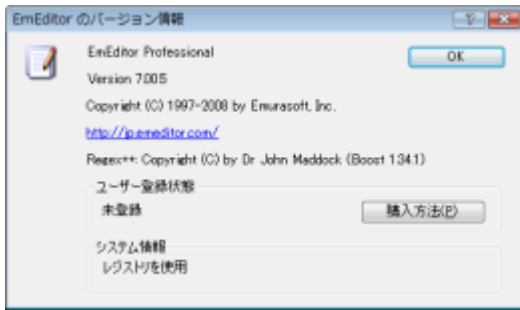 EmEditor のバージョン情報
EmEditor Professional
OK
Version 7.00.5
Copyright (C) 1997-2008 by Emurasoft, Inc.
http://jp.emeditor.com/
Regex++: Copyright (C) by Dr John Maddock (Boost 1.34.1)
ユーザー登録状態
未登録
購入方法(P)
システム情報
レジストリを使用